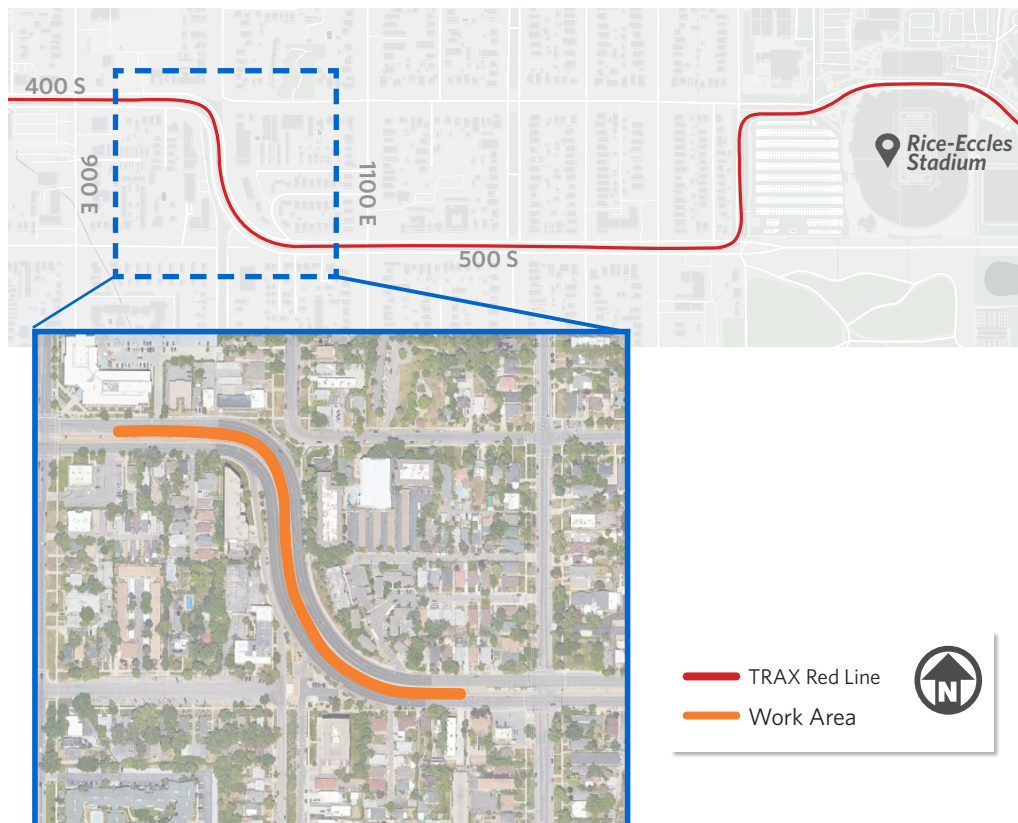 400 S
900 E
1100 E
Rice-Eccles
Stadium
500 S
TRAX Red Line
Work Area
N